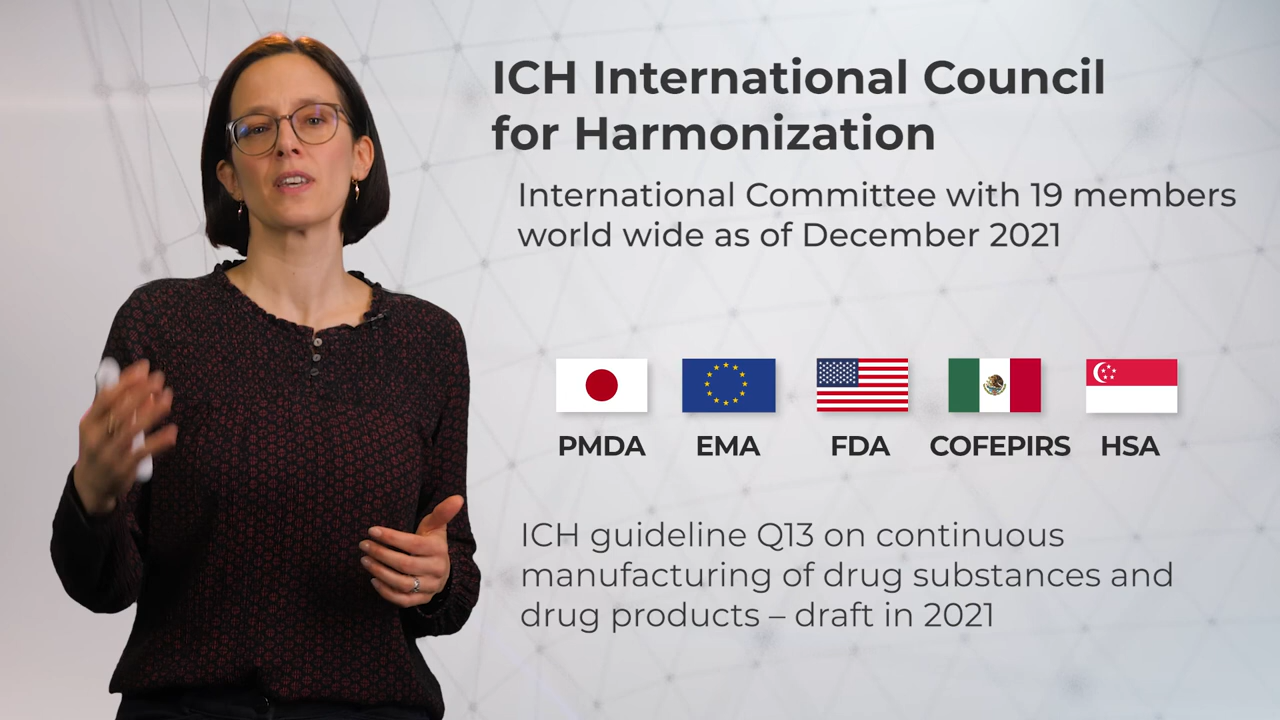 ICH International Council
for Harmonization
International Committee with 19 members
world wide as of December 2021
PMDA EMA FDA COFEPIRS HSA
ICH guideline Q13 on continuous
manufacturing of drug substances and
drug products – draft in 2021